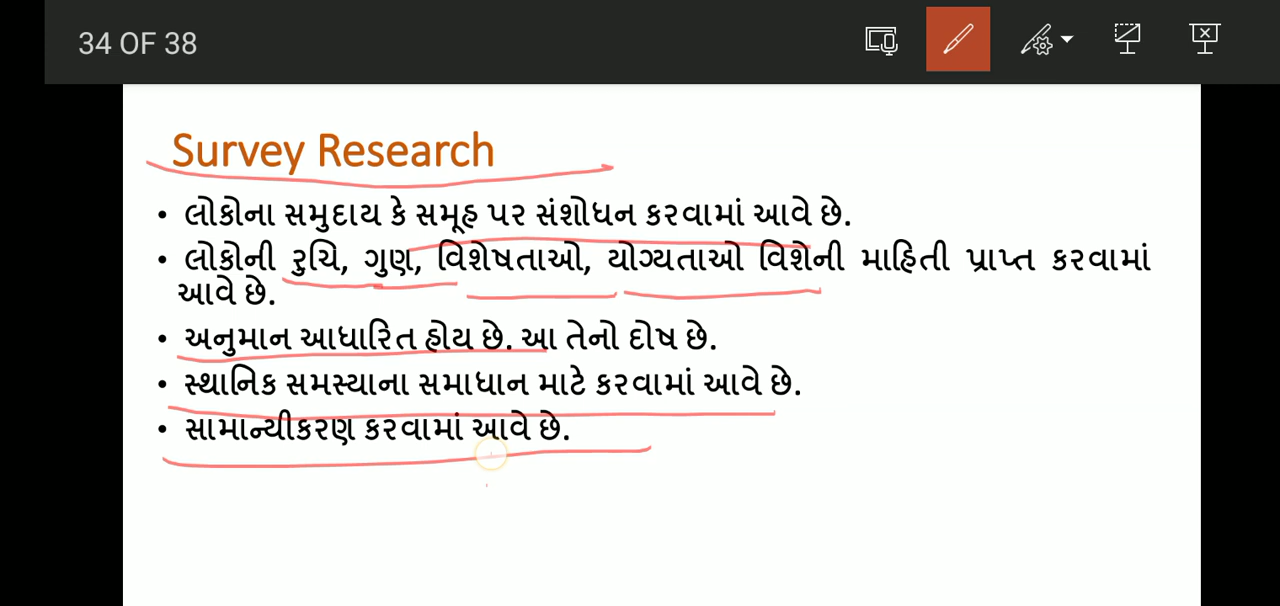 34 OF 38
Survey Research
• લોકોના સમુદાય કે સમૂહ પર સંશોધન કરવામાં આવે છે.
• લોકોની રુચિ, ગુણ, વિશેષતાઓ, યોગ્યતાઓ વિશેની માહિતી પ્રાપ્ત કરવામાં
આવે છે.
• અનુમાન આધારિત હોય છે. આ તેનો દોષ છે.
• સ્થાનિક સમસ્યાના સમાધાન માટે કરવામાં આવે છે.
• સામાન્યીકરણ કરવામાં આવે છે.